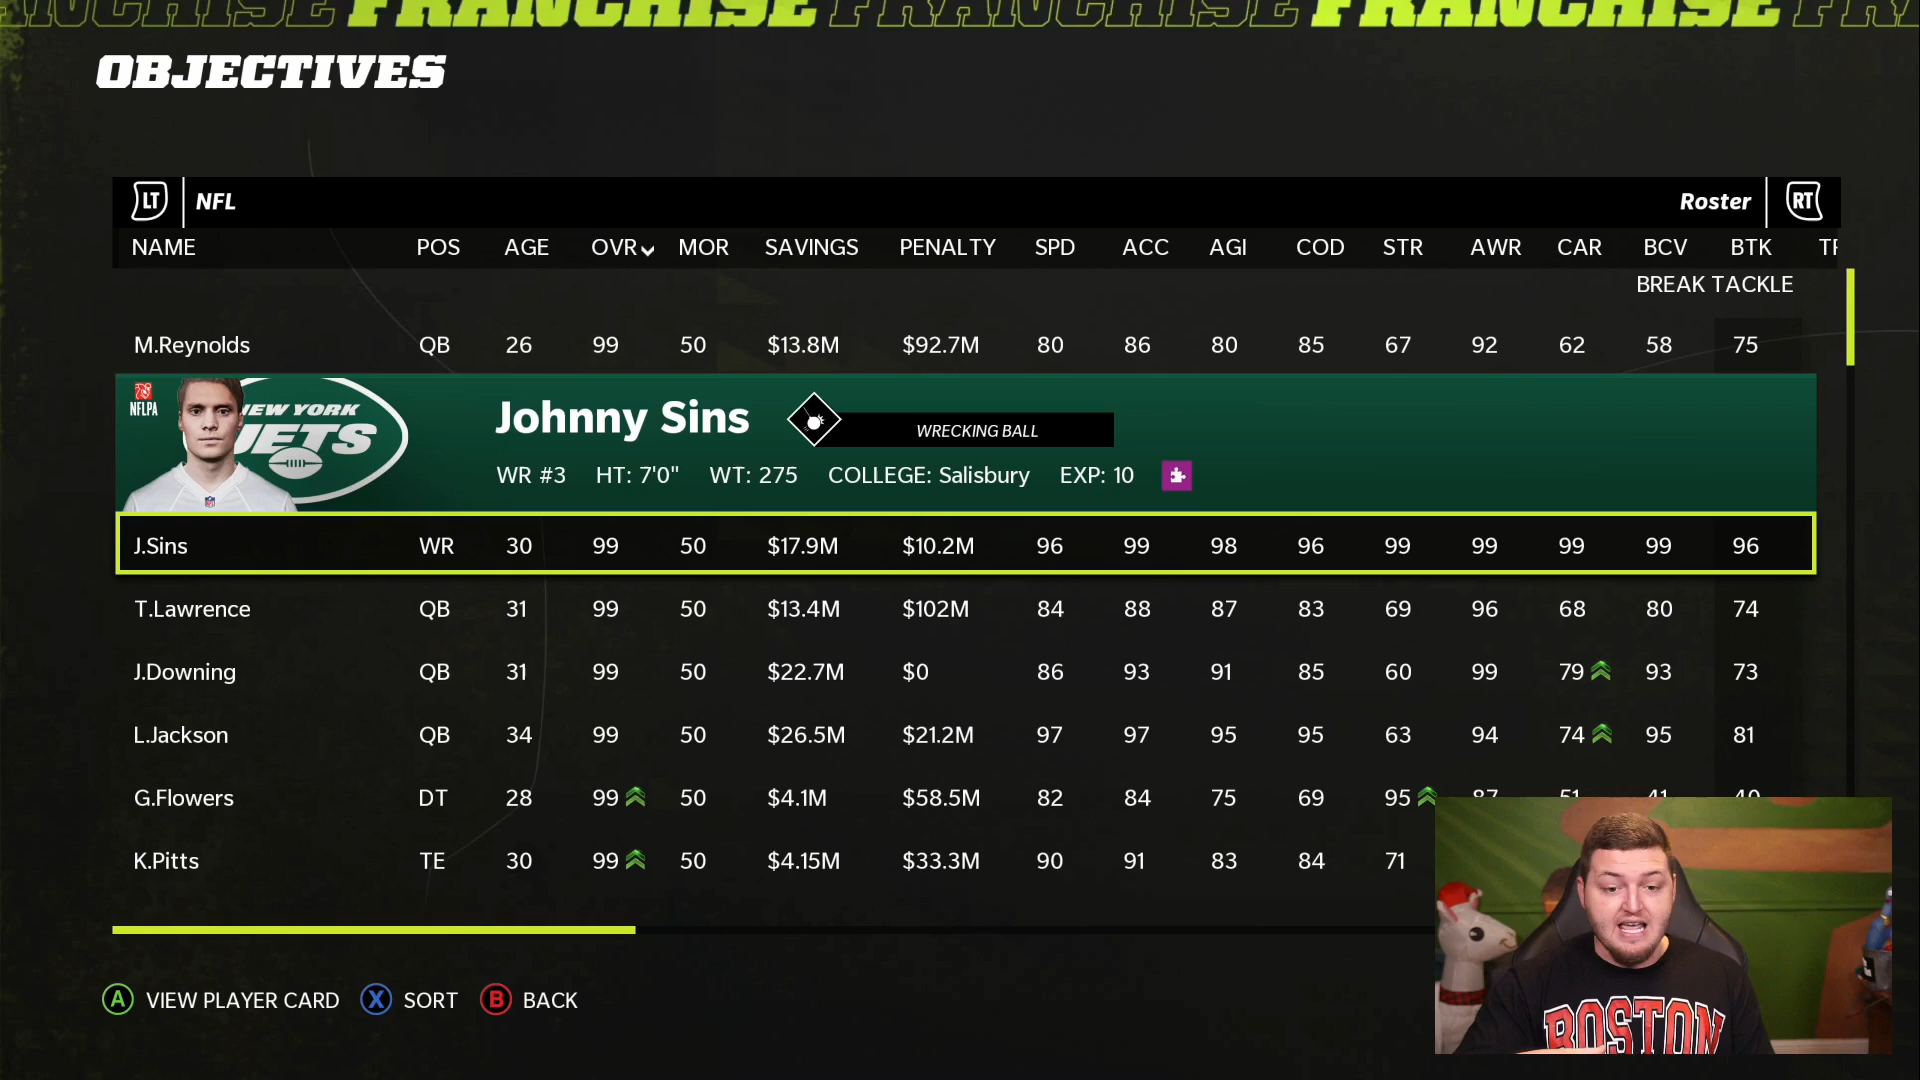 FRANCHISE FRANCHISE FRANCHISE FRANCHISE
OBJECTIVES
LT NFL Roster RT
NAME POS AGE OVR MOR SAVINGS PENALTY SPD ACC AGI COD STR AWR CAR BCV BTK
BREAK TACKLE
M.Reynolds QB 26 99 50 $13.8M $92.7M 80 86 80 85 67 92 62 58 75
NFLPA
NEW YORK
JETS
Johnny Sins WRECKING BALL
WR #3 HT: 7'0" WT: 275 COLLEGE: Salisbury EXP: 10
J.Sins WR 30 99 50 $17.9M $10.2M 96 99 98 96 99 99 99 99 96
T.Lawrence QB 31 99 50 $13.4M $102M 84 88 87 83 69 96 68 80 74
J.Downing QB 31 99 50 $22.7M $0 86 93 91 85 60 99 79 93 73
L.Jackson QB 34 99 50 $26.5M $21.2M 97 97 95 95 63 94 74 95 81
G.Flowers DT 28 99 50 $4.1M $58.5M 82 84 75 69 95 87 51 41 40
K.Pitts TE 30 99 50 $4.15M $33.3M 90 91 83 84 71
BOSTON
A VIEW PLAYER CARD X SORT B BACK